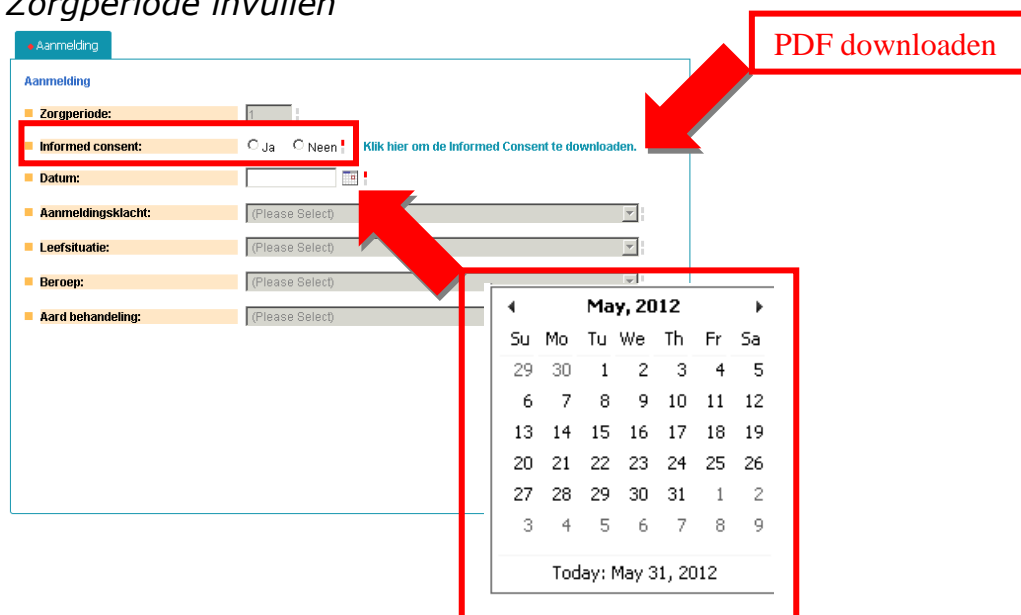 Zorgperiode invullen
PDF downloaden
Aanmelding
Aanmelding
Zorgperiode: 1
Informed consent: Ja Neen Klik hier om de Informed Consent te downloaden.
Datum:
Aanmeldingsklacht: (Please Select)
Leefsituatie: (Please Select)
Beroep: (Please Select)
Aard behandeling: (Please Select)
May, 2012
Su Mo Tu We Th Fr Sa
29 30 1 2 3 4 5
6 7 8 9 10 11 12
13 14 15 16 17 18 19
20 21 22 23 24 25 26
27 28 29 30 31 1 2
3 4 5 6 7 8 9
Today: May 31, 2012